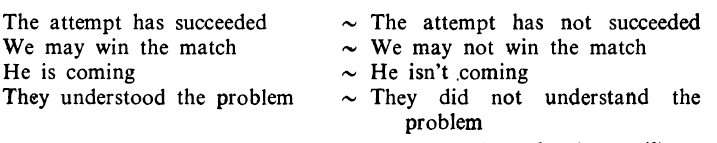 The attempt has succeeded ~ The attempt has not succeeded
We may win the match ~ We may not win the match
He is coming ~ He isn't coming
They understood the problem ~ They did not understand the
problem